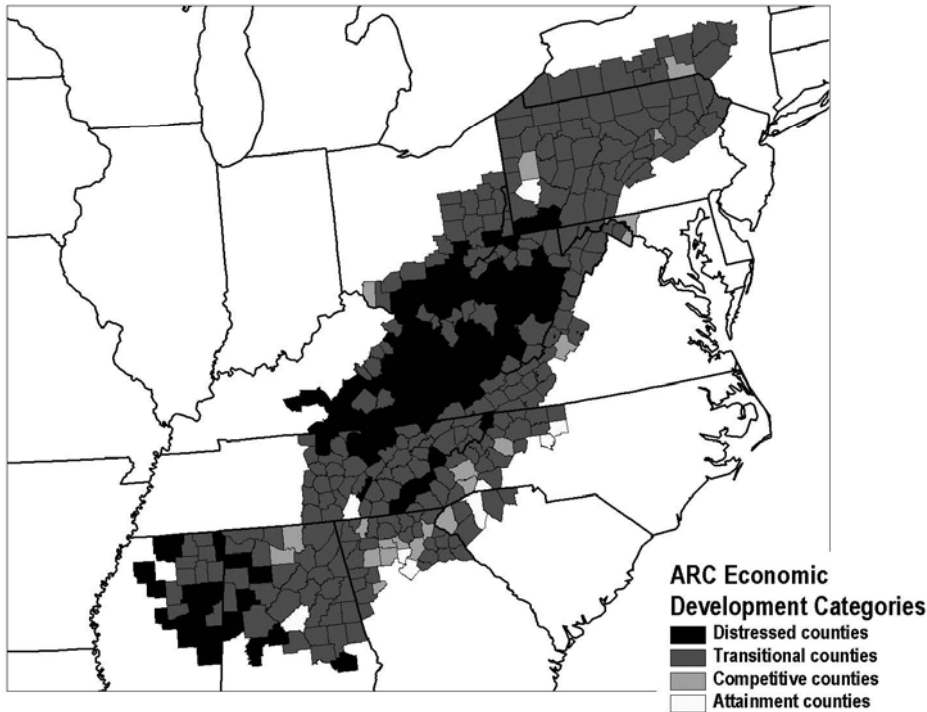 ARC Economic
Development Categories
Distressed counties
Transitional counties
Competitive counties
Attainment counties